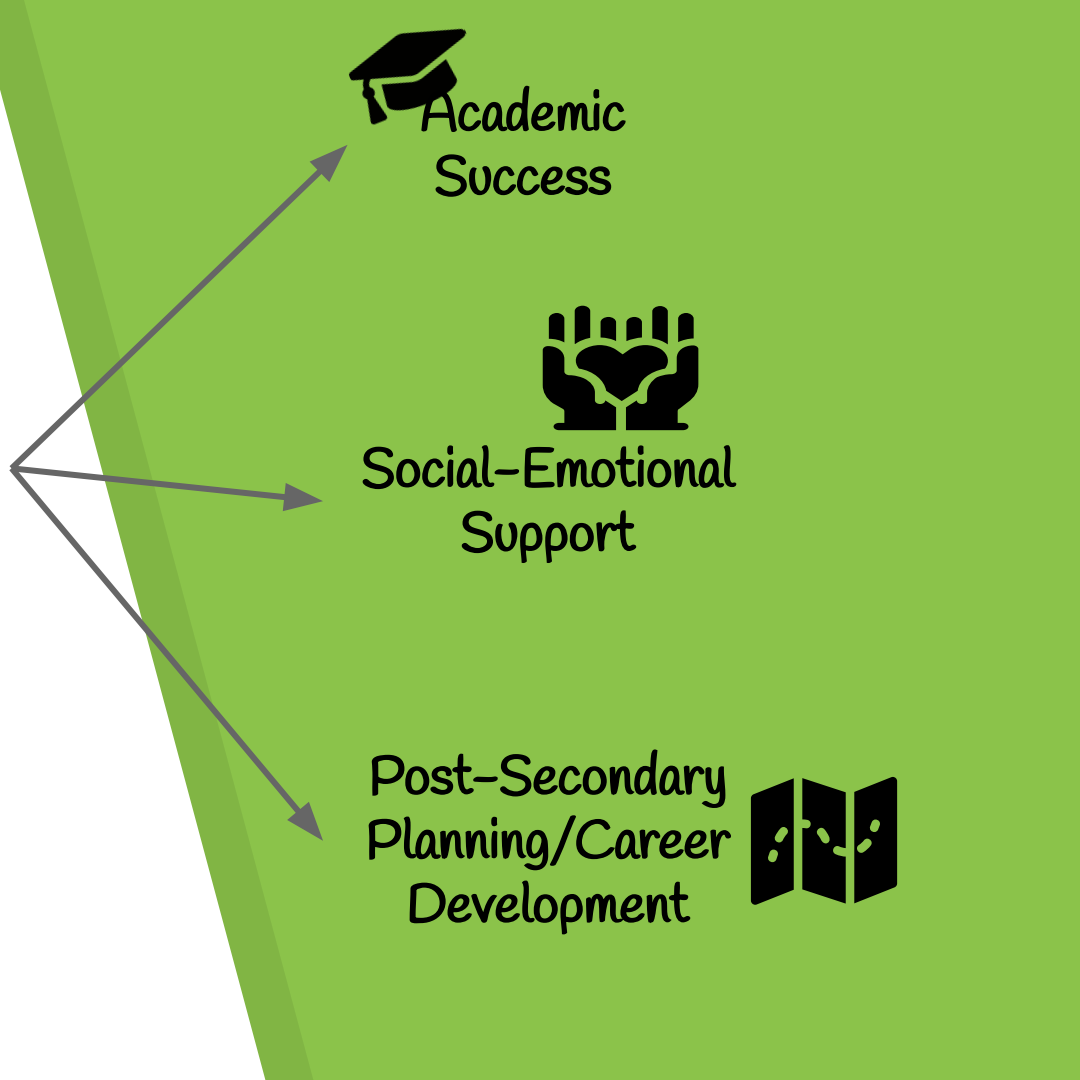 Academic
Success
Social-Emotional
Support
Post-Secondary
Planning/Career
Development